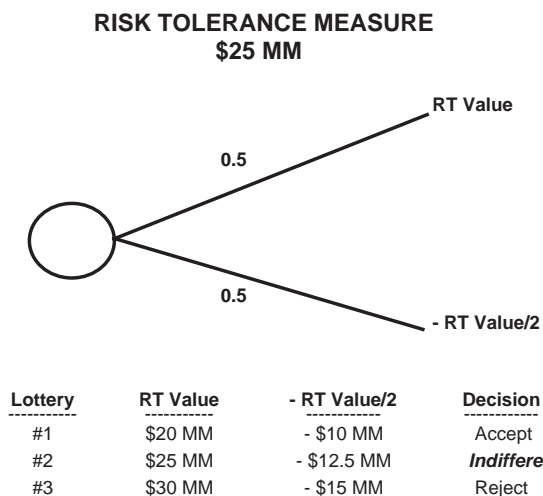 RISK TOLERANCE MEASURE
$25 MM
RT Value
0.5
0.5
- RT Value/2
Lottery RT Value - RT Value/2 Decision
----------- ----------- ------------ ------------
#1 $20 MM - $10 MM Accept
#2 $25 MM - $12.5 MM Indiffere
#3 $30 MM - $15 MM Reject